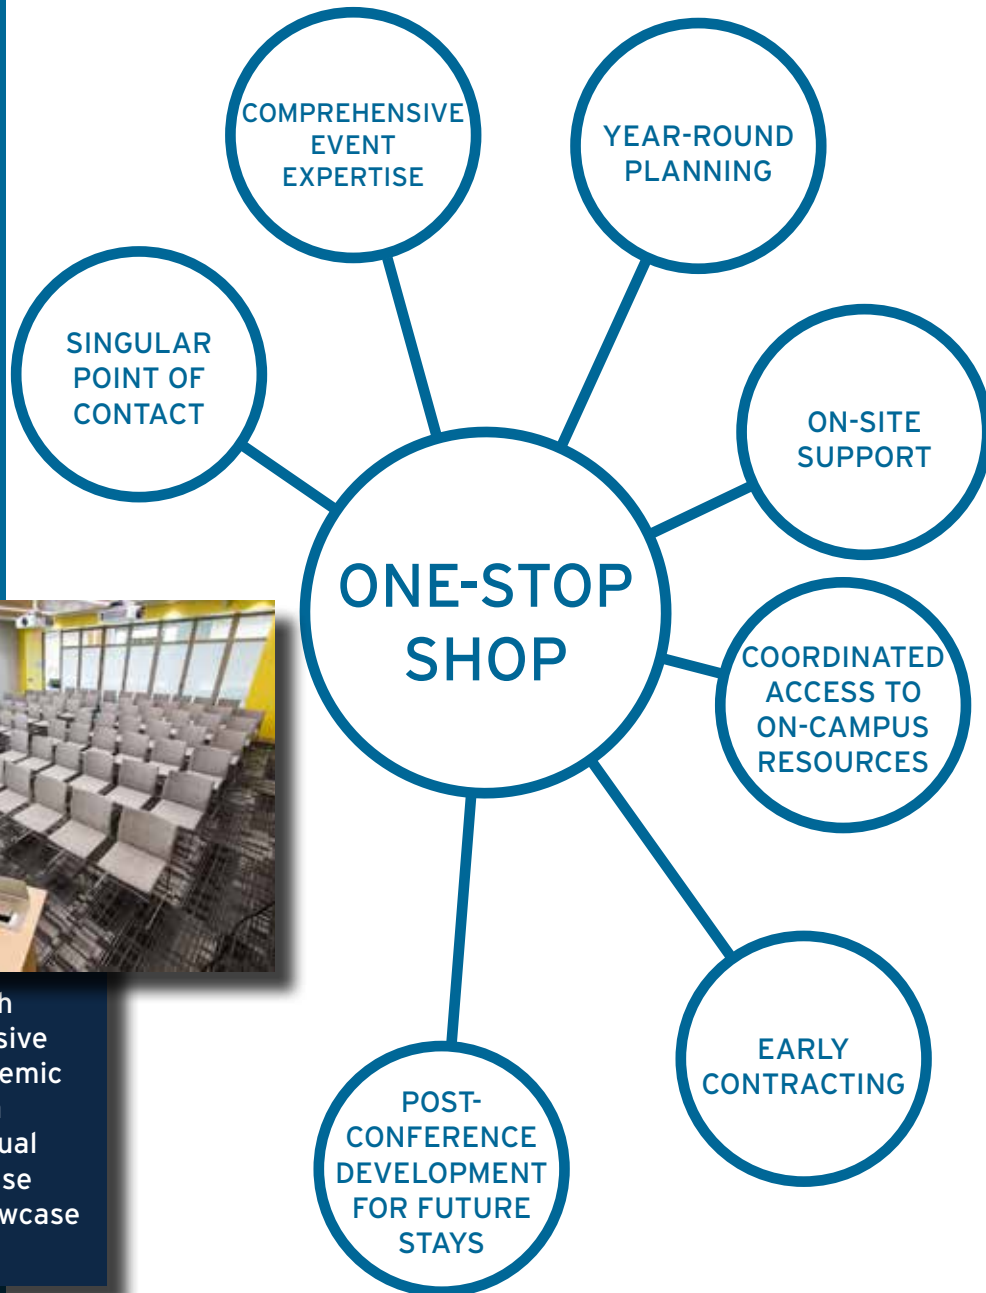 COMPREHENSIVE
EVENT
EXPERTISE
YEAR-ROUND
PLANNING
SINGULAR
POINT OF
CONTACT
ON-SITE
SUPPORT
ONE-STOP
SHOP
COORDINATED
ACCESS TO
ON-CAMPUS
RESOURCES
EARLY
CONTRACTING
POST-
CONFERENCE
DEVELOPMENT
FOR FUTURE
STAYS